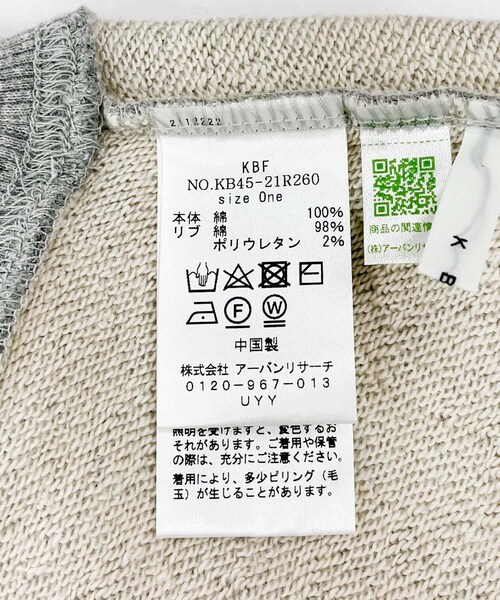 2112222
KBF
NO.KB45-21R260
size One
本体 綿 100%
リブ 綿 98%
ポリウレタン 2%
中国製
株式会社 アーバンリサーチ
0120-967-013
UYY
照明を受けますと、変色するお
それがあります。ご着用や保管
の際は、充分にご注意ください。
着用により、多少ピリング(毛
玉)が生じることがあります。
商品の関連情
(株)アーバンリサ
K B